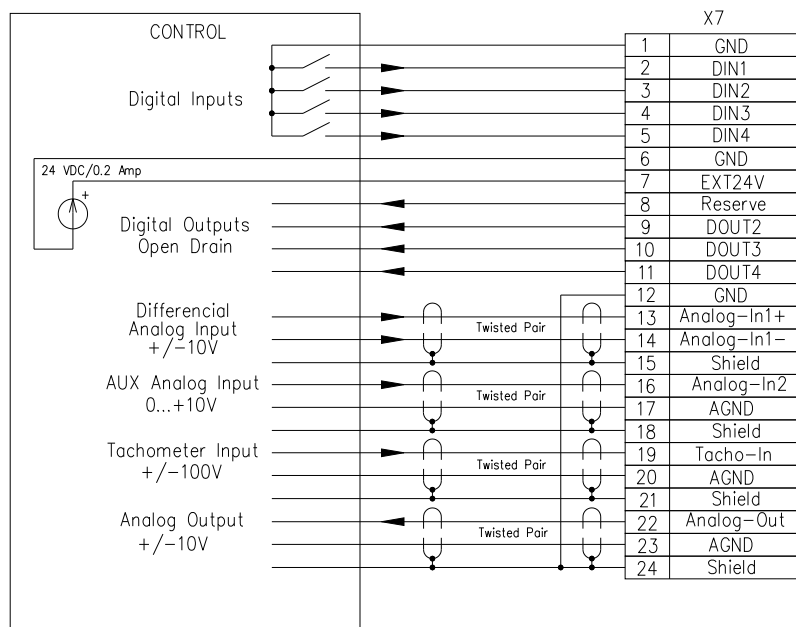 X7
CONTROL
1 GND
2 DIN1
Digital Inputs
3 DIN2
4 DIN3
5 DIN4
6 GND
24 VDC/0.2 Amp
7 EXT24V
+
8 Reserve
Digital Outputs
Open Drain
9 DOUT2
10 DOUT3
11 DOUT4
12 GND
Differencial
Analog Input
+/-10V
Twisted Pair
13 Analog-In1+
14 Analog-In1-
15 Shield
AUX Analog Input
0...+10V
Twisted Pair
16 Analog-In2
17 AGND
18 Shield
Tachometer Input
+/-100V
Twisted Pair
19 Tacho-In
20 AGND
21 Shield
Analog Output
+/-10V
Twisted Pair
22 Analog-Out
23 AGND
24 Shield